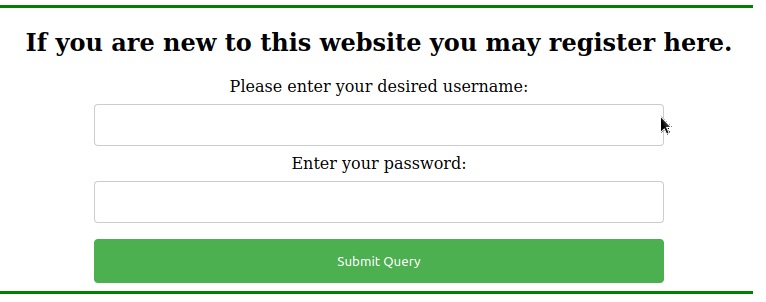 If you are new to this website you may register here.
Please enter your desired username:
Enter your password:
Submit Query